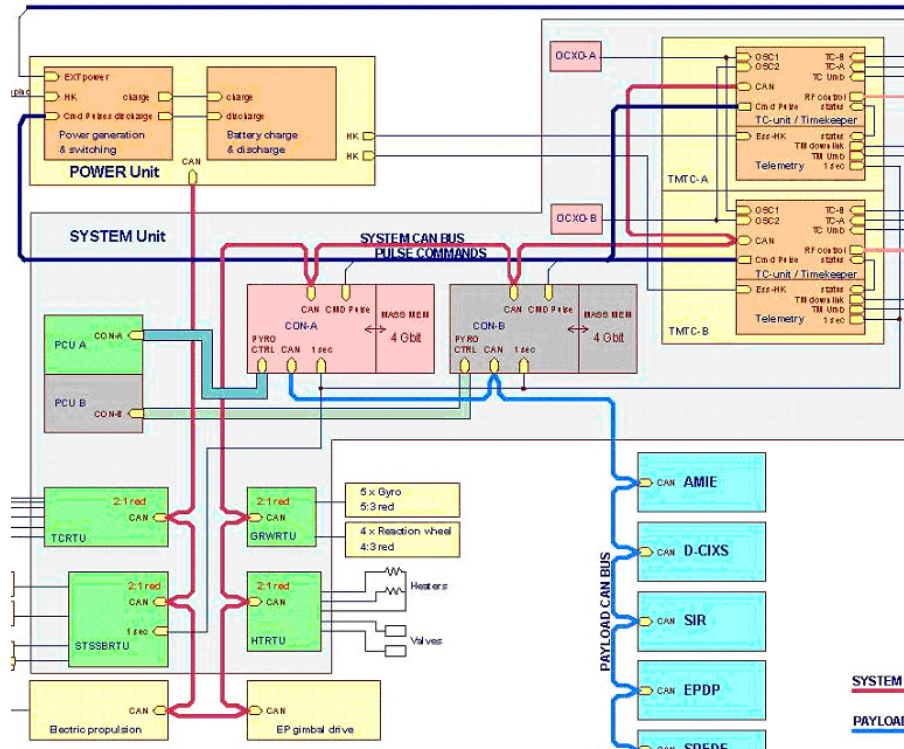 EXT power
HK charge
Cmd Pulses discharge
Power generation
& switching
charge
discharge
Battery charge
& discharge
HK
HK
CAN
POWER Unit
OCXO-A
OSC1 TC-B
OSC2 TC-A
TC Umb
CAN
RF control
Cmd Pulse status
TC-unit / Timekeeper
Ess-HK status
TM down link
TM Umb
Telemetry 1 sec
TMTC-A
OCXO-B
OSC1 TC-B
OSC2 TC-A
TC Umb
CAN
RF control
Cmd Pulse status
TC-unit / Timekeeper
Ess-HK status
TM down link
TM Umb
Telemetry 1 sec
TMTC-B
SYSTEM Unit
SYSTEM CAN BUS
PULSE COMMANDS
CAN CMD Pulse
CON-A
MASS MEM
4 Gbit
PYRO
CTRL CAN 1 sec
CAN CMD Pulse
CON-B
MASS MEM
4 Gbit
PYRO
CTRL CAN 1 sec
CON-A
PCU A
PCU B
CON-B
2:1 red
CAN
TCRTU
2:1 red
CAN
GRWRTU
5 x Gyro
5:3 red
4 x Reaction wheel
4:3 red
2:1 red
CAN
1 sec
STSSBRTU
2:1 red
CAN
HTRTU
Heaters
Valves
CAN
Electric propulsion
CAN
EP gimbal drive
PAYLOAD CAN BUS
CAN AMIE
CAN D-CIXS
CAN SIR
CAN EPDP
CAN SPEDE
SYSTEM
PAYLOAD